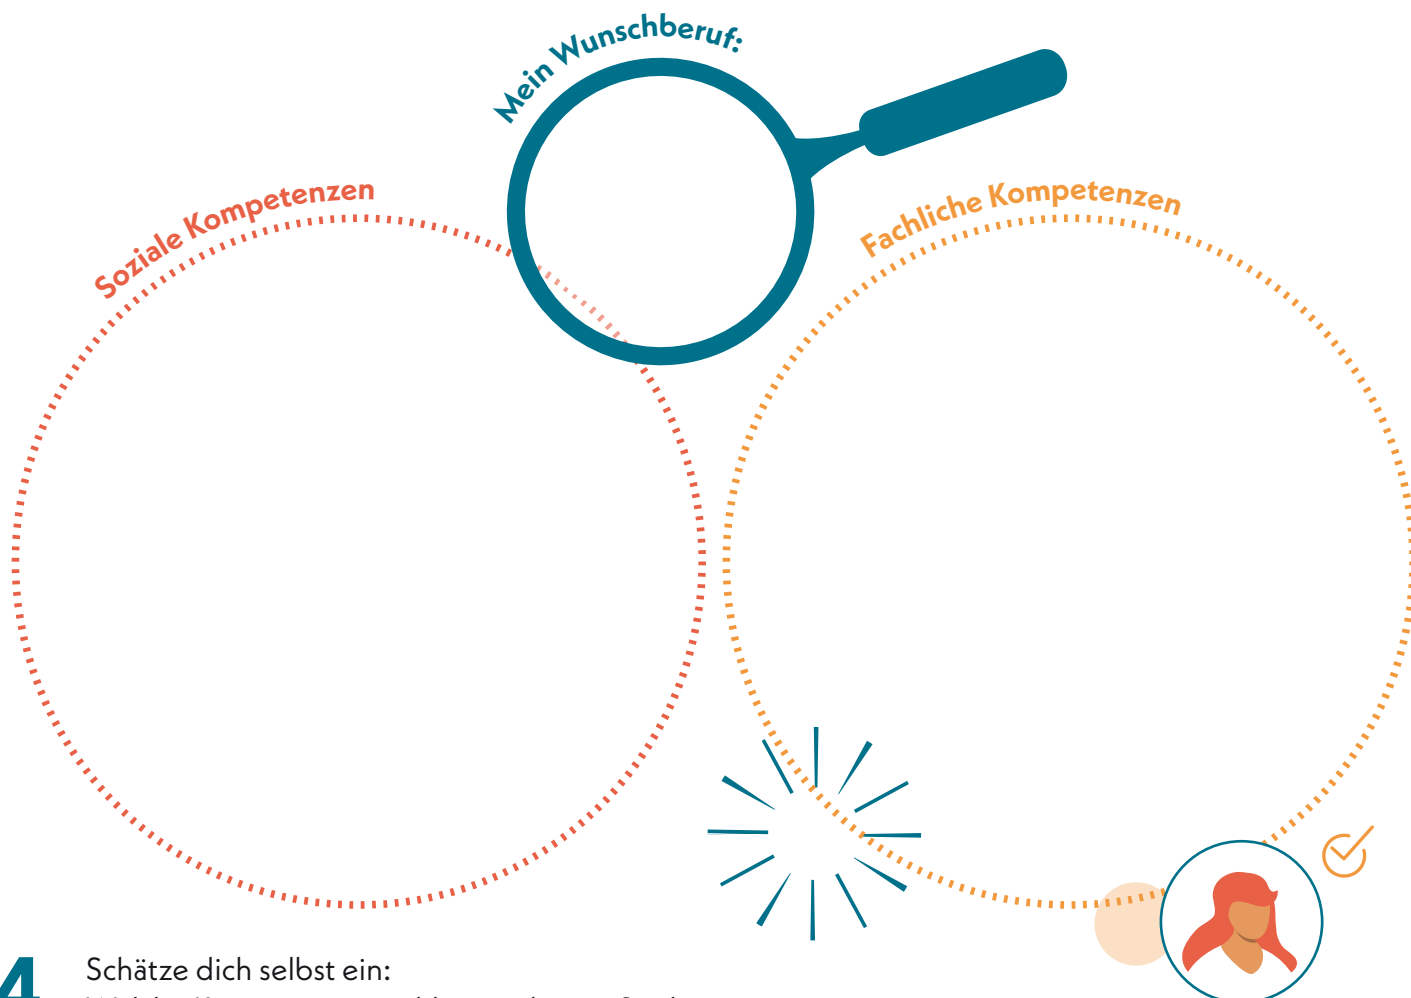 Mein Wunschberuf:
Soziale Kompetenzen
Fachliche Kompetenzen
4 Schätze dich selbst ein: